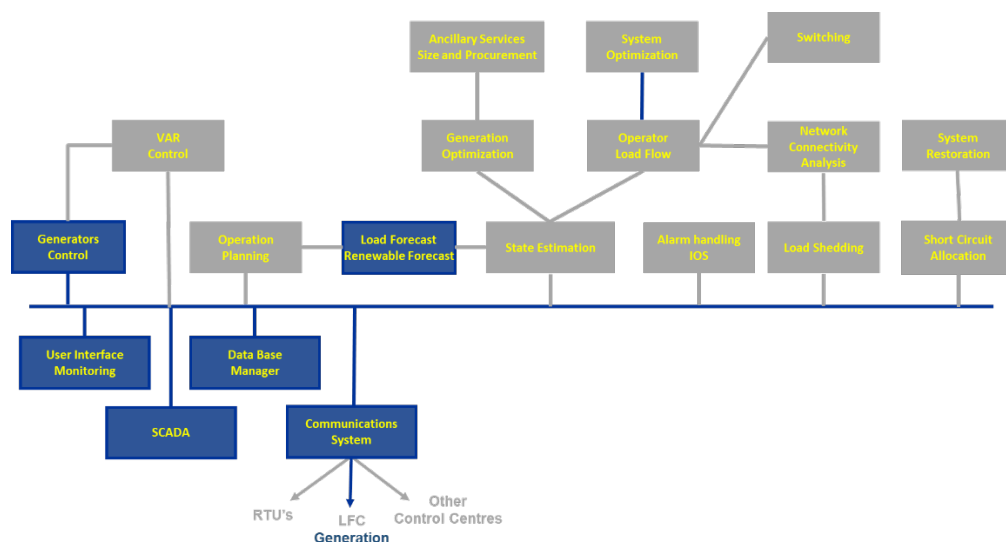 Ancillary Services
Size and Procurement
System
Optimization
Switching
VAR
Control
Generation
Optimization
Operator
Load Flow
Network
Connectivity
Analysis
System
Restoration
Generators
Control
Operation
Planning
Load Forecast
Renewable Forecast
State Estimation
Alarm handling
IOS
Load Shedding
Short Circuit
Allocation
User Interface
Monitoring
Data Base
Manager
SCADA
Communications
System
RTU's
LFC
Generation
Other
Control Centres